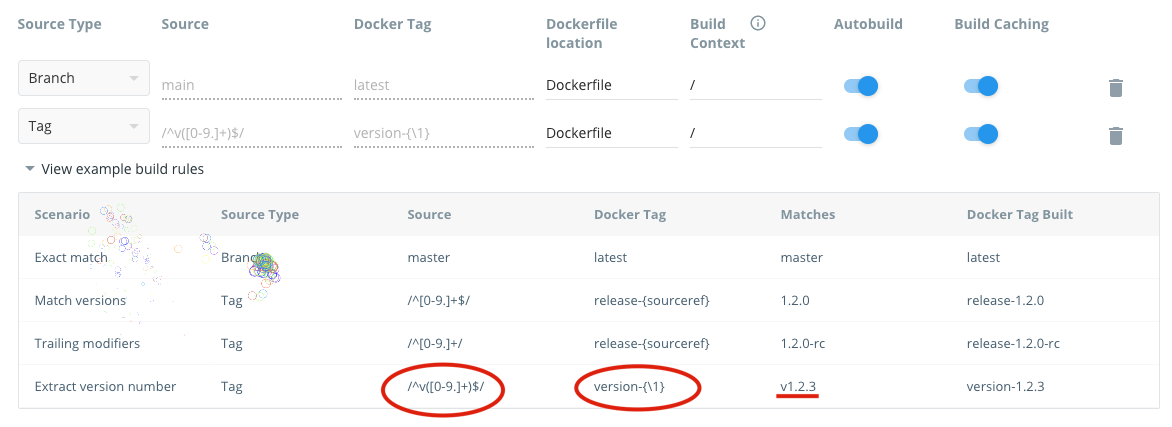 Source Type Source Docker Tag Dockerfile location Build Context Autobuild Build Caching
Branch main latest Dockerfile /
Tag /^v([0-9.]+)$/ version-{\1} Dockerfile /
View example build rules
Scenario Source Type Source Docker Tag Matches Docker Tag Built
Exact match Branch master latest master latest
Match versions Tag /^[0-9.]+$/ release-{sourceref} 1.2.0 release-1.2.0
Trailing modifiers Tag /^[0-9.]+/ release-{sourceref} 1.2.0-rc release-1.2.0-rc
Extract version number Tag /^v([0-9.]+)$/ version-{\1} v1.2.3 version-1.2.3